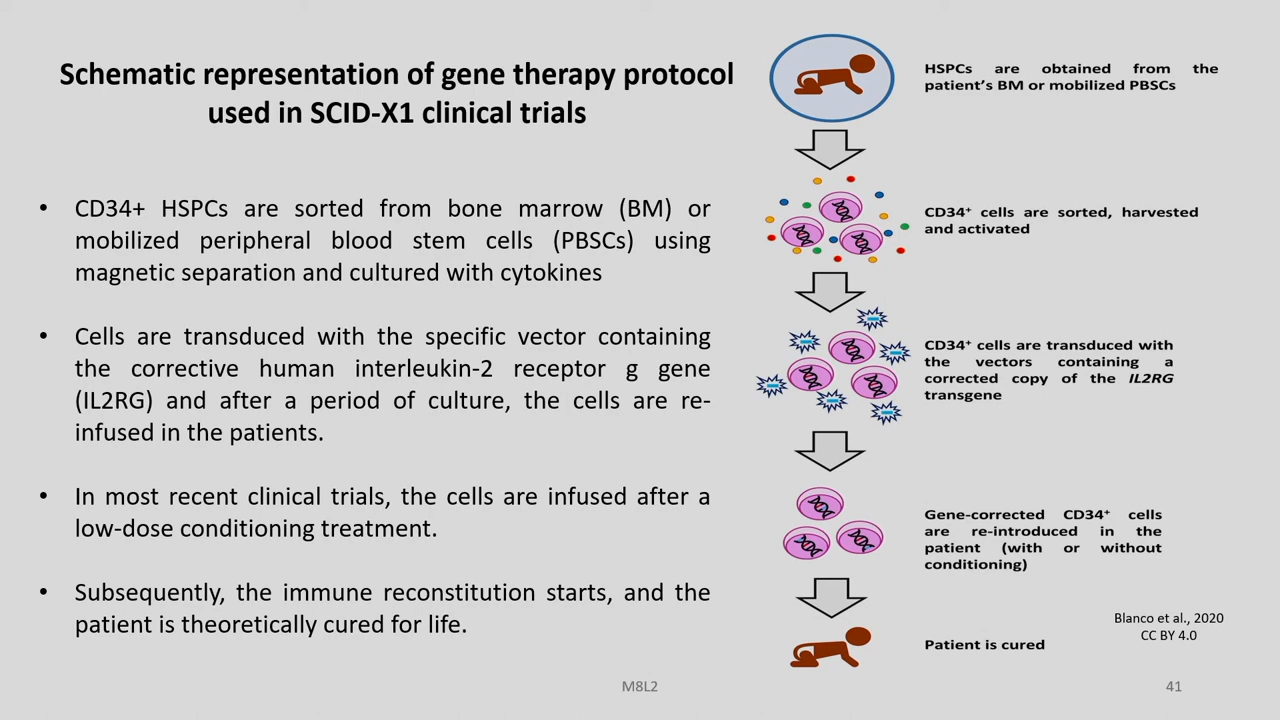 Schematic representation of gene therapy protocol
used in SCID-X1 clinical trials
• CD34+ HSPCs are sorted from bone marrow (BM) or
mobilized peripheral blood stem cells (PBSCs) using
magnetic separation and cultured with cytokines
• Cells are transduced with the specific vector containing
the corrective human interleukin-2 receptor g gene
(IL2RG) and after a period of culture, the cells are re-
infused in the patients.
• In most recent clinical trials, the cells are infused after a
low-dose conditioning treatment.
• Subsequently, the immune reconstitution starts, and the
patient is theoretically cured for life.
HSPCs are obtained from the
patient's BM or mobilized PBSCs
CD34⁺ cells are sorted, harvested
and activated
CD34⁺ cells are transduced with
the vectors containing a
corrected copy of the IL2RG
transgene
Gene-corrected CD34⁺ cells
are re-introduced in the
patient (with or without
conditioning)
Patient is cured
Blanco et al., 2020
CC BY 4.0
M8L2
41